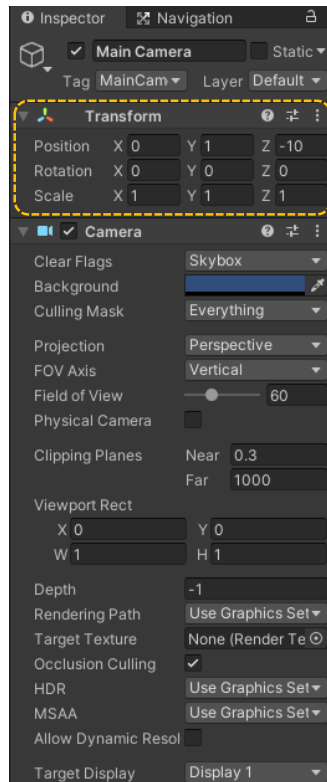 Inspector Navigation
Main Camera Static
Tag MainCam Layer Default
Transform
Position X 0 Y 1 Z -10
Rotation X 0 Y 0 Z 0
Scale X 1 Y 1 Z 1
Camera
Clear Flags Skybox
Background
Culling Mask Everything
Projection Perspective
FOV Axis Vertical
Field of View 60
Physical Camera
Clipping Planes Near 0.3
Far 1000
Viewport Rect
X 0 Y 0
W 1 H 1
Depth -1
Rendering Path Use Graphics Set
Target Texture None (Render Te
Occlusion Culling
HDR Use Graphics Set
MSAA Use Graphics Set
Allow Dynamic Resol
Target Display Display 1